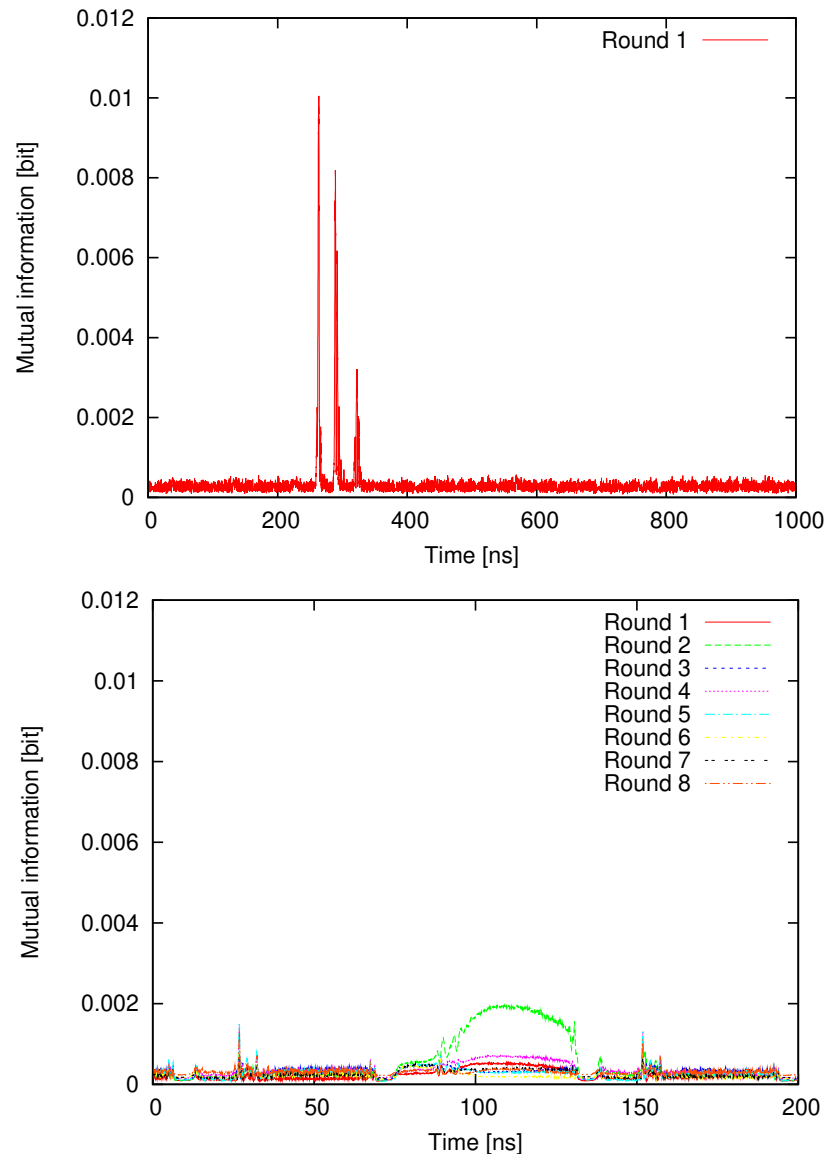 0.012
Round 1
0.01
0.008
0.006
0.004
0.002
0
0 200 400 600 800 1000
Mutual information [bit]
Time [ns]
0.012
Round 1
Round 2
Round 3
Round 4
Round 5
Round 6
Round 7
Round 8
0.01
0.008
0.006
0.004
0.002
0
0 50 100 150 200
Mutual information [bit]
Time [ns]